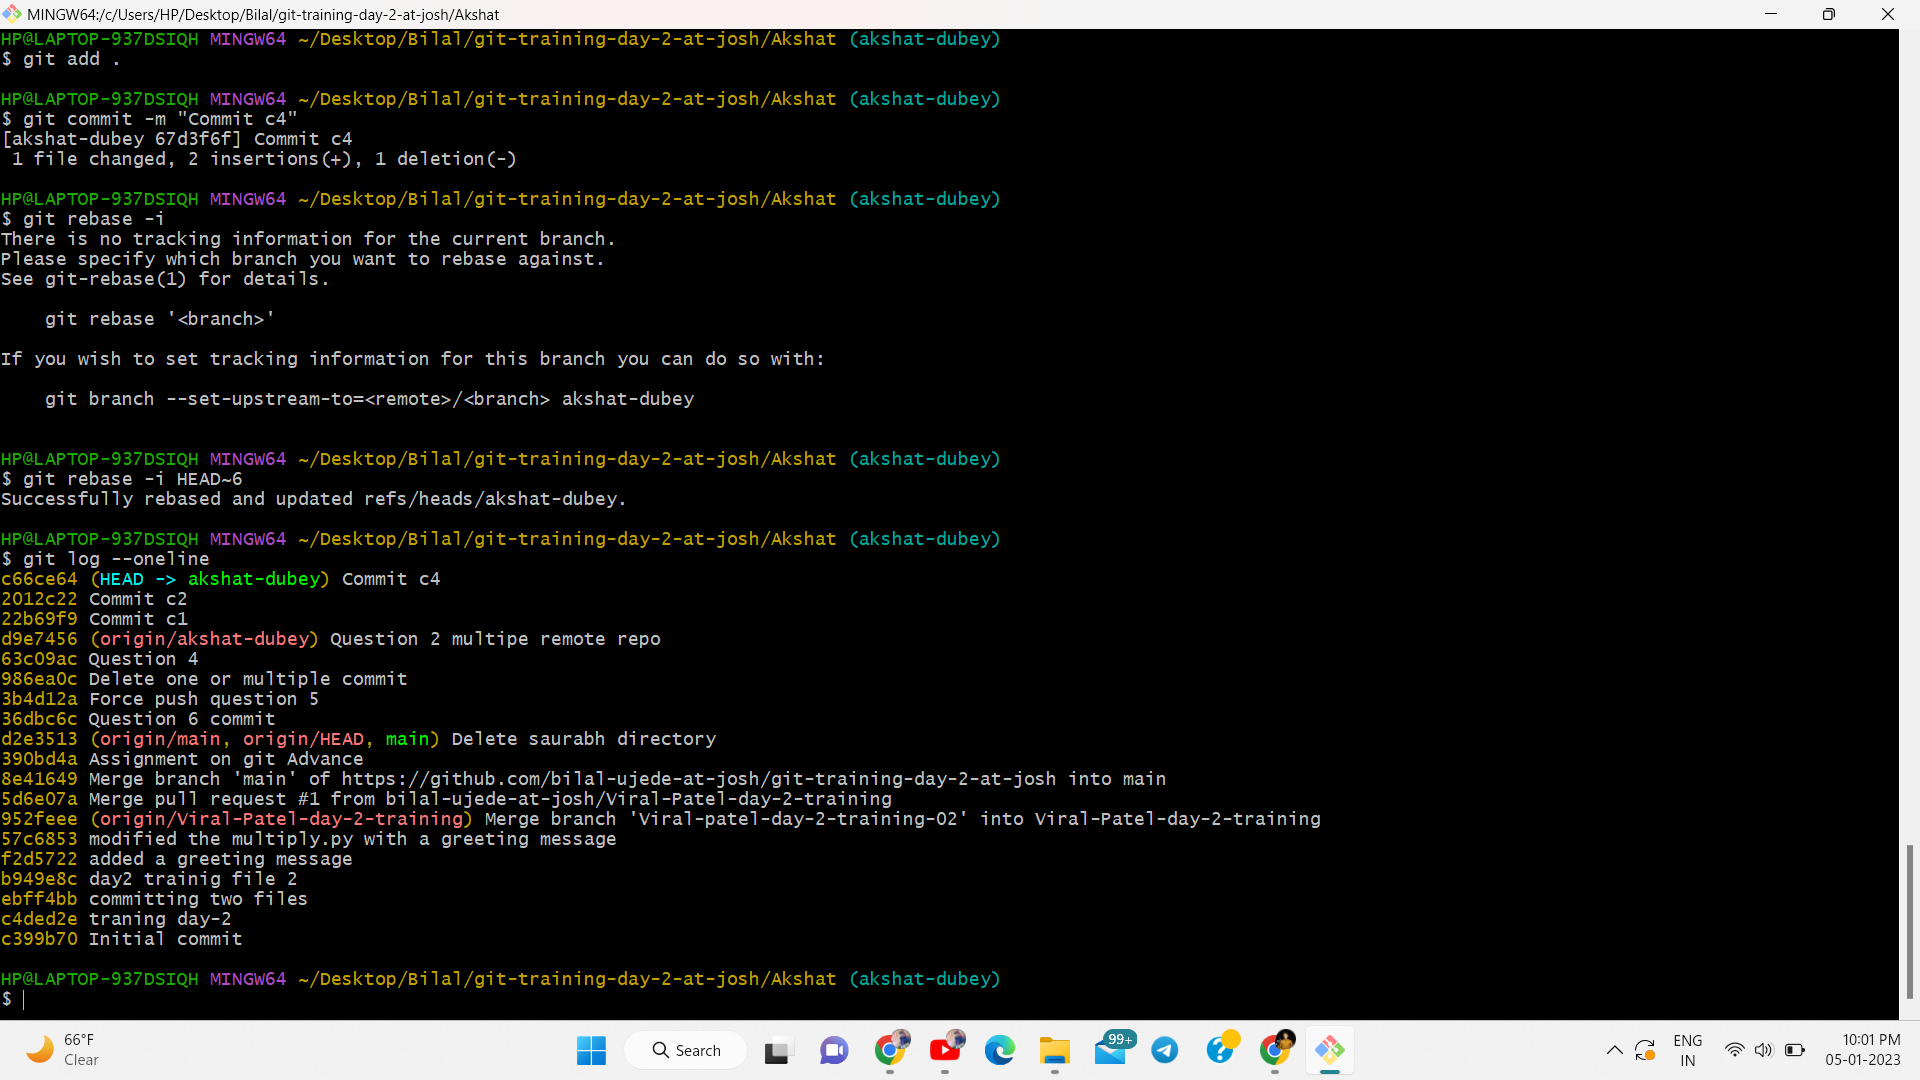 MINGW64:/c/Users/HP/Desktop/Bilal/git-training-day-2-at-josh/Akshat
HP@LAPTOP-937DSIQH MINGW64 ~/Desktop/Bilal/git-training-day-2-at-josh/Akshat (akshat-dubey)
$ git add .
HP@LAPTOP-937DSIQH MINGW64 ~/Desktop/Bilal/git-training-day-2-at-josh/Akshat (akshat-dubey)
$ git commit -m "Commit c4"
[akshat-dubey 67d3f6f] Commit c4
 1 file changed, 2 insertions(+), 1 deletion(-)
HP@LAPTOP-937DSIQH MINGW64 ~/Desktop/Bilal/git-training-day-2-at-josh/Akshat (akshat-dubey)
$ git rebase -i
There is no tracking information for the current branch.
Please specify which branch you want to rebase against.
See git-rebase(1) for details.
    git rebase '<branch>'
If you wish to set tracking information for this branch you can do so with:
    git branch --set-upstream-to=<remote>/<branch> akshat-dubey
HP@LAPTOP-937DSIQH MINGW64 ~/Desktop/Bilal/git-training-day-2-at-josh/Akshat (akshat-dubey)
$ git rebase -i HEAD~6
Successfully rebased and updated refs/heads/akshat-dubey.
HP@LAPTOP-937DSIQH MINGW64 ~/Desktop/Bilal/git-training-day-2-at-josh/Akshat (akshat-dubey)
$ git log --oneline
c66ce64 (HEAD -> akshat-dubey) Commit c4
2012c22 Commit c2
22b69f9 Commit c1
d9e7456 (origin/akshat-dubey) Question 2 multipe remote repo
63c09ac Question 4
986ea0c Delete one or multiple commit
3b4d12a Force push question 5
36dbc6c Question 6 commit
d2e3513 (origin/main, origin/HEAD, main) Delete saurabh directory
390bd4a Assignment on git Advance
8e41649 Merge branch 'main' of https://github.com/bilal-ujede-at-josh/git-training-day-2-at-josh into main
5d6e07a Merge pull request #1 from bilal-ujede-at-josh/Viral-Patel-day-2-training
952feee (origin/Viral-Patel-day-2-training) Merge branch 'Viral-patel-day-2-training-02' into Viral-Patel-day-2-training
57c6853 modified the multiply.py with a greeting message
f2d5722 added a greeting message
b949e8c day2 trainig file 2
ebff4bb committing two files
c4ded2e traning day-2
c399b70 Initial commit
HP@LAPTOP-937DSIQH MINGW64 ~/Desktop/Bilal/git-training-day-2-at-josh/Akshat (akshat-dubey)
$
66°F
Clear
Search
99+
ENG
IN
10:01 PM
05-01-2023